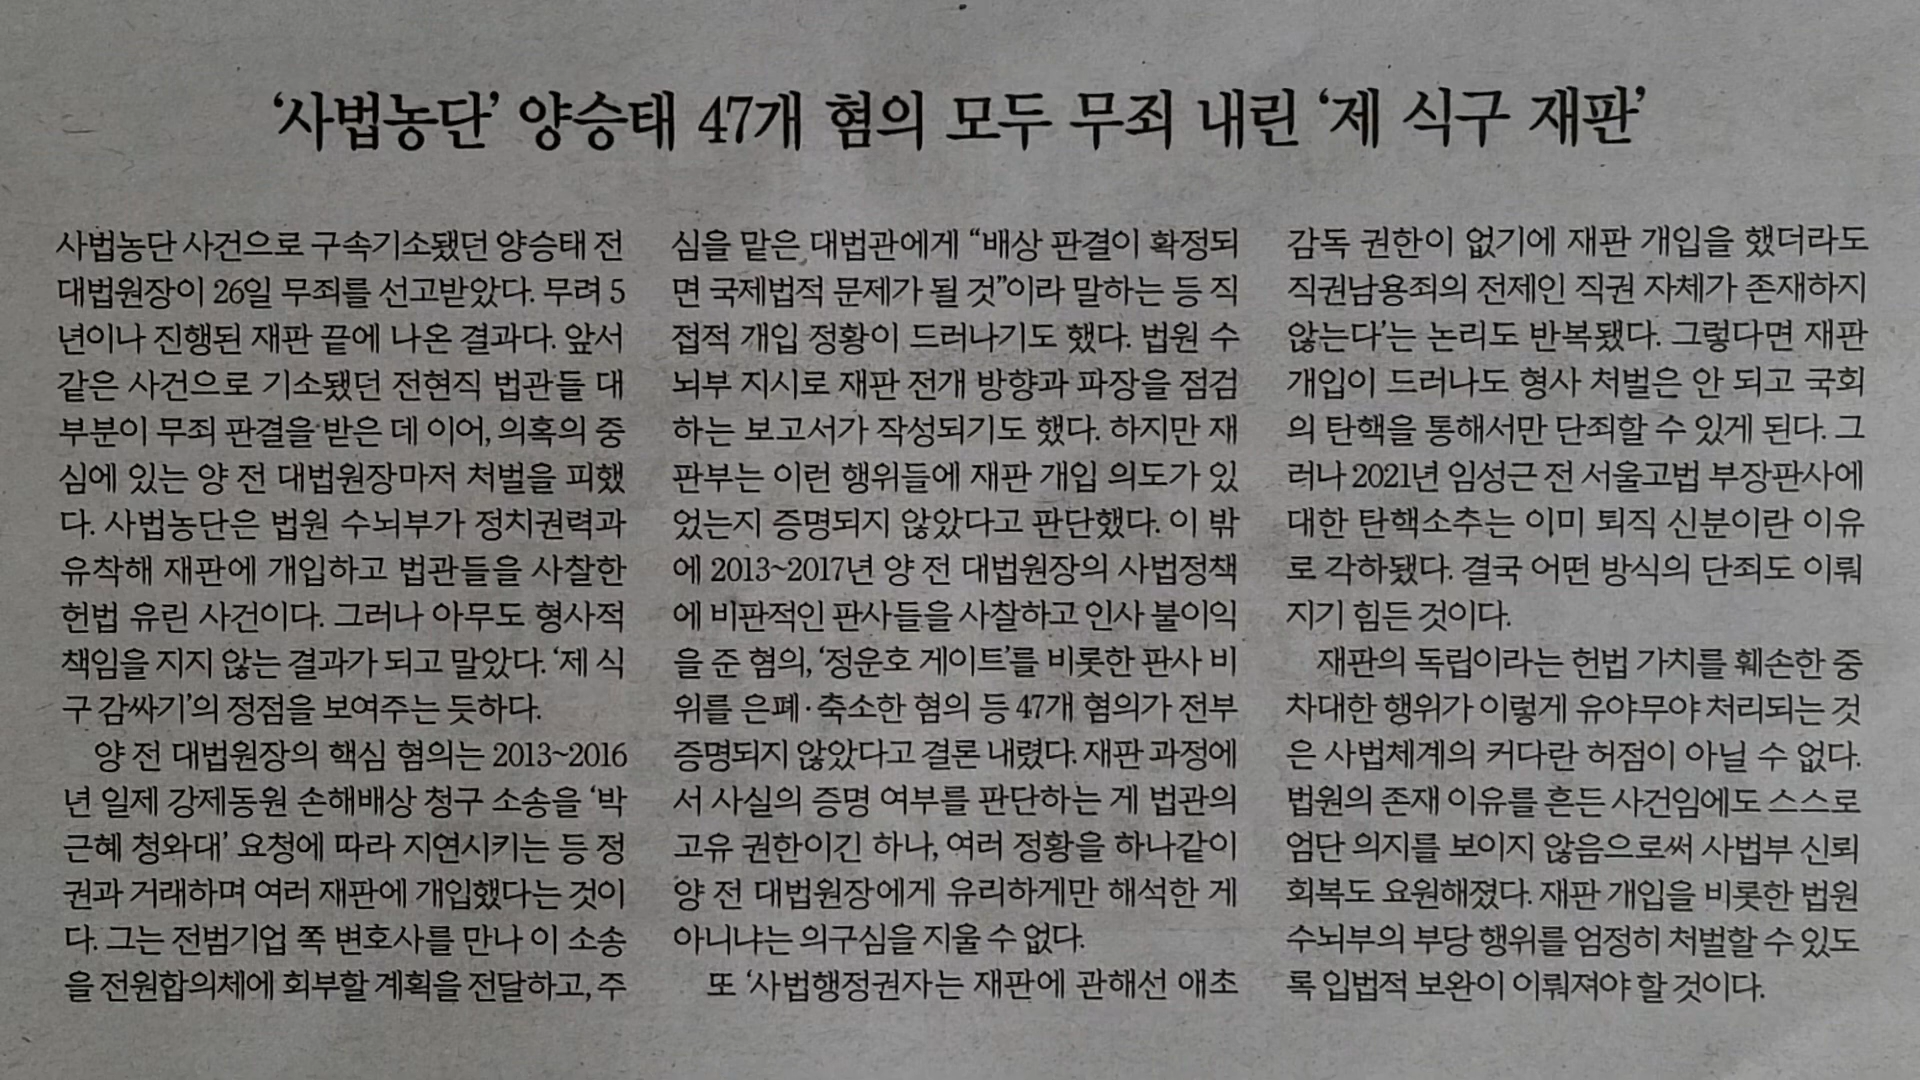 ‘사법농단’ 양승태 47개 혐의 모두 무죄 내린 ‘제 식구 재판’
사법농단 사건으로 구속기소됐던 양승태 전
대법원장이 26일 무죄를 선고받았다. 무려 5
년이나 진행된 재판 끝에 나온 결과다. 앞서
같은 사건으로 기소됐던 전현직 법관들 대
부분이 무죄 판결을 받은 데 이어, 의혹의 중
심에 있는 양 전 대법원장마저 처벌을 피했
다. 사법농단은 법원 수뇌부가 정치권력과
유착해 재판에 개입하고 법관들을 사찰한
헌법 유린 사건이다. 그러나 아무도 형사적
책임을 지지 않는 결과가 되고 말았다. ‘제 식
구 감싸기’의 정점을 보여주는 듯하다.
양 전 대법원장의 핵심 혐의는 2013~2016
년 일제 강제동원 손해배상 청구 소송을 ‘박
근혜 청와대’ 요청에 따라 지연시키는 등 정
권과 거래하며 여러 재판에 개입했다는 것이
다. 그는 전범기업 쪽 변호사를 만나 이 소송
을 전원합의체에 회부할 계획을 전달하고, 주
심을 맡은 대법관에게 “배상 판결이 확정되
면 국제법적 문제가 될 것”이라 말하는 등 직
접적 개입 정황이 드러나기도 했다. 법원 수
뇌부 지시로 재판 전개 방향과 파장을 점검
하는 보고서가 작성되기도 했다. 하지만 재
판부는 이런 행위들에 재판 개입 의도가 있
었는지 증명되지 않았다고 판단했다. 이 밖
에 2013~2017년 양 전 대법원장의 사법정책
에 비판적인 판사들을 사찰하고 인사 불이익
을 준 혐의, ‘정운호 게이트’를 비롯한 판사 비
위를 은폐·축소한 혐의 등 47개 혐의가 전부
증명되지 않았다고 결론 내렸다. 재판 과정에
서 사실의 증명 여부를 판단하는 게 법관의
고유 권한이긴 하나, 여러 정황을 하나같이
양 전 대법원장에게 유리하게만 해석한 게
아니냐는 의구심을 지울 수 없다.
또 ‘사법행정권자는 재판에 관해선 애초
감독 권한이 없기에 재판 개입을 했더라도
직권남용죄의 전제인 직권 자체가 존재하지
않는다’는 논리도 반복됐다. 그렇다면 재판
개입이 드러나도 형사 처벌은 안 되고 국회
의 탄핵을 통해서만 단죄할 수 있게 된다. 그
러나 2021년 임성근 전 서울고법 부장판사에
대한 탄핵소추는 이미 퇴직 신분이란 이유
로 각하됐다. 결국 어떤 방식의 단죄도 이뤄
지기 힘든 것이다.
재판의 독립이라는 헌법 가치를 훼손한 중
차대한 행위가 이렇게 유야무야 처리되는 것
은 사법체계의 커다란 허점이 아닐 수 없다.
법원의 존재 이유를 흔든 사건임에도 스스로
엄단 의지를 보이지 않음으로써 사법부 신뢰
회복도 요원해졌다. 재판 개입을 비롯한 법원
수뇌부의 부당 행위를 엄정히 처벌할 수 있도
록 입법적 보완이 이뤄져야 할 것이다.